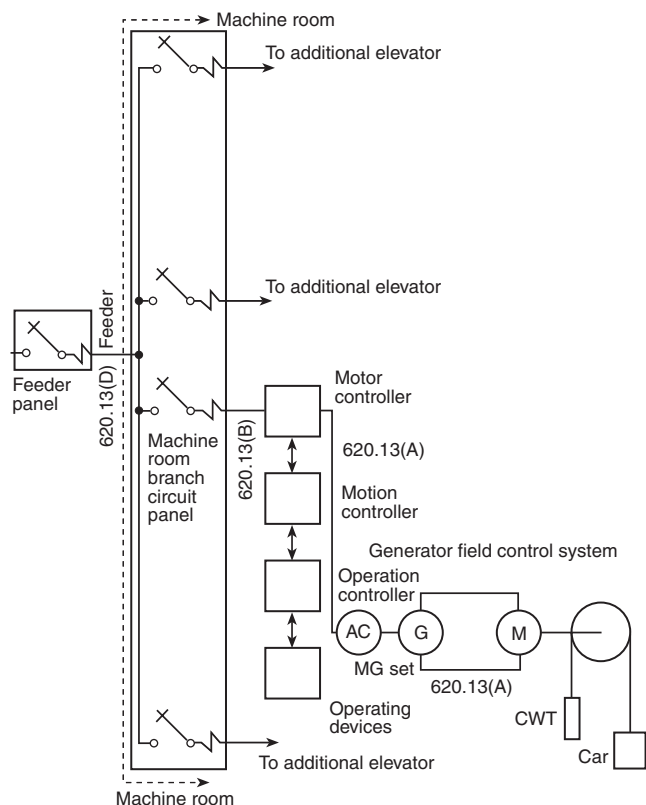 Machine room
To additional elevator
To additional elevator
Feeder
Feeder
panel
620.13(D)
Machine
room
branch
circuit
panel
620.13(B)
Motor
controller
620.13(A)
Motion
controller
Generator field control system
Operation
controller
AC
G
M
MG set
620.13(A)
Operating
devices
CWT
Car
To additional elevator
Machine room